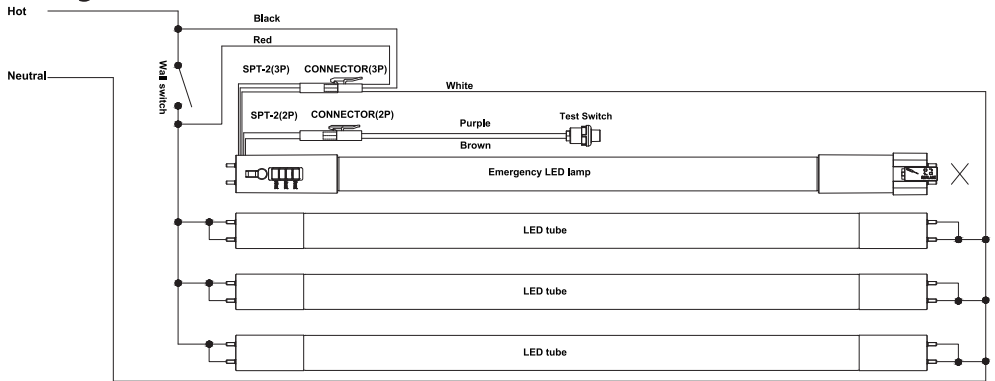 Hot
Black
Red
SPT-2(3P) CONNECTOR(3P)
Neutral
Wall switch
White
SPT-2(2P) CONNECTOR(2P)
Purple
Test Switch
Brown
Emergency LED lamp
LED tube
LED tube
LED tube